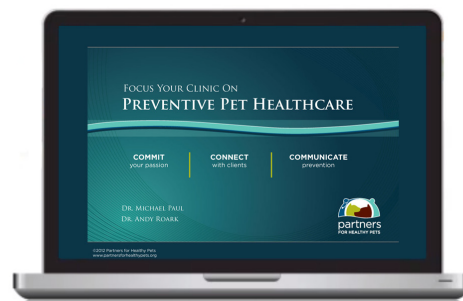 FOCUS YOUR CLINIC ON
PREVENTIVE PET HEALTHCARE
COMMIT
your passion
CONNECT
with clients
COMMUNICATE
prevention
DR. MICHAEL PAUL
DR. ANDY ROARK
partners
FOR HEALTHY PETS
©2012 Partners for Healthy Pets
www.partnersforhealthypets.org